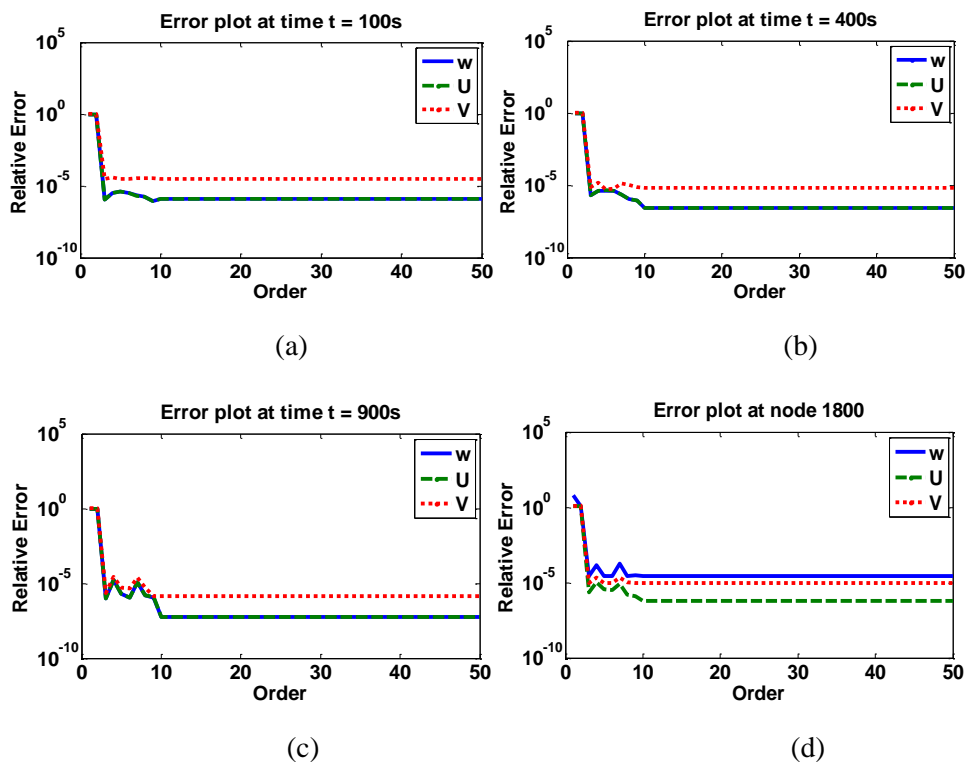 Error plot at time t = 100s
10^5
10^0
10^-5
10^-10
Relative Error
0 10 20 30 40 50
Order
w
U
V
(a)
Error plot at time t = 400s
10^5
10^0
10^-5
10^-10
Relative Error
0 10 20 30 40 50
Order
w
U
V
(b)
Error plot at time t = 900s
10^5
10^0
10^-5
10^-10
Relative Error
0 10 20 30 40 50
Order
w
U
V
(c)
Error plot at node 1800
10^5
10^0
10^-5
10^-10
Relative Error
0 10 20 30 40 50
Order
w
U
V
(d)